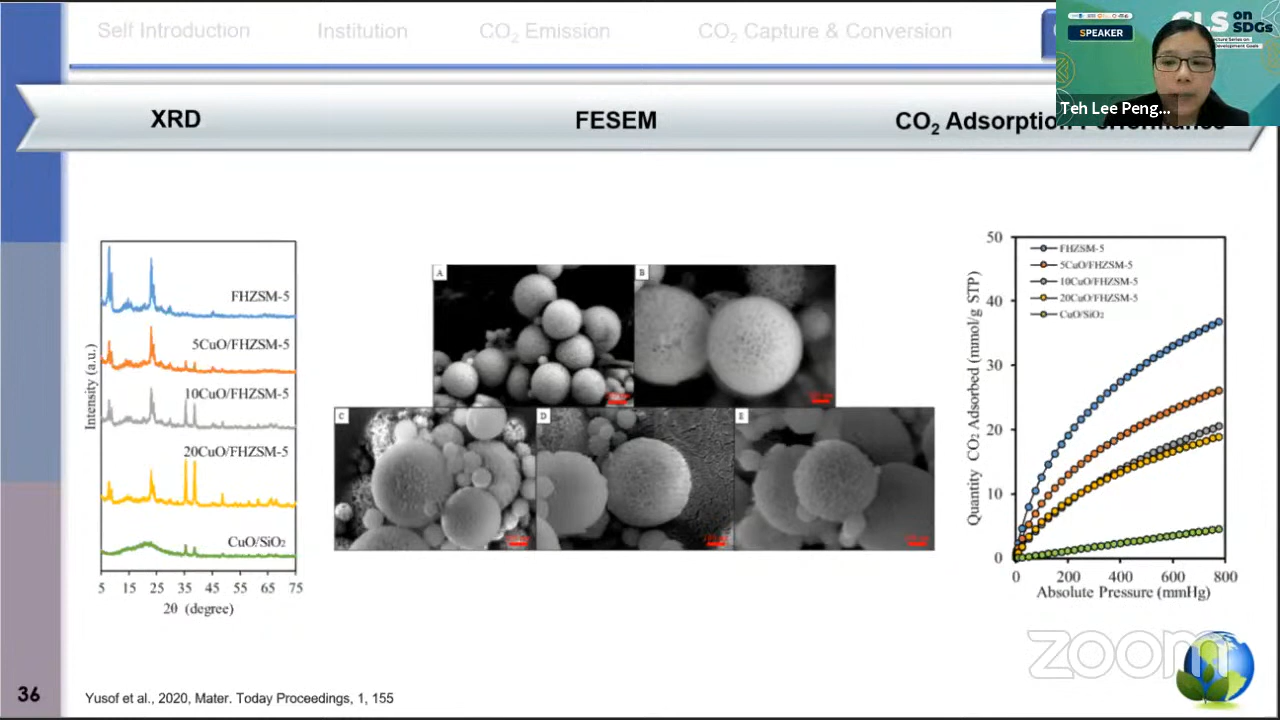 Self Introduction
Institution
CO₂ Emission
CO₂ Capture & Conversion
GLS on SDGs
SPEAKER
Teh Lee Peng...
XRD
FESEM
CO₂ Adsorption Performance
Intensity (a.u.)
FHZSM-5
5CuO/FHZSM-5
10CuO/FHZSM-5
20CuO/FHZSM-5
CuO/SiO₂
5 15 25 35 45 55 65 75
2θ (degree)
A
B
C
D
E
Quantity CO₂ Adsorbed (mmol/g STP)
50
40
30
20
10
0
FHZSM-5
5CuO/FHZSM-5
10CuO/FHZSM-5
20CuO/FHZSM-5
CuO/SiO₂
0 200 400 600 800
Absolute Pressure (mmHg)
zoom
36
Yusof et al., 2020, Mater. Today Proceedings, 1, 155